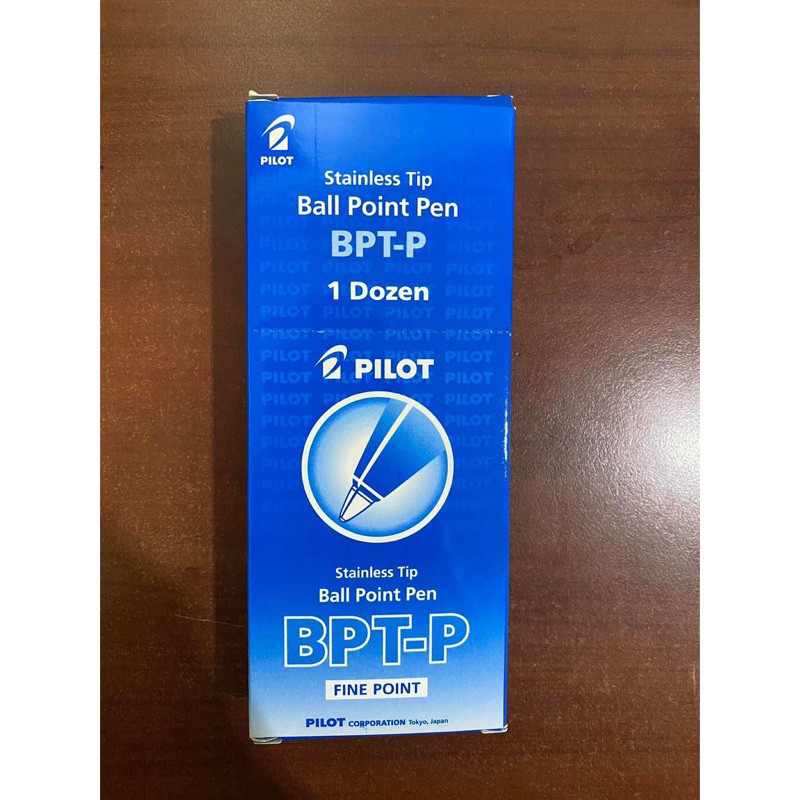 PILOT
Stainless Tip
Ball Point Pen
BPT-P
1 Dozen
PILOT
Stainless Tip
Ball Point Pen
BPT-P
FINE POINT
PILOT CORPORATION Tokyo, Japan